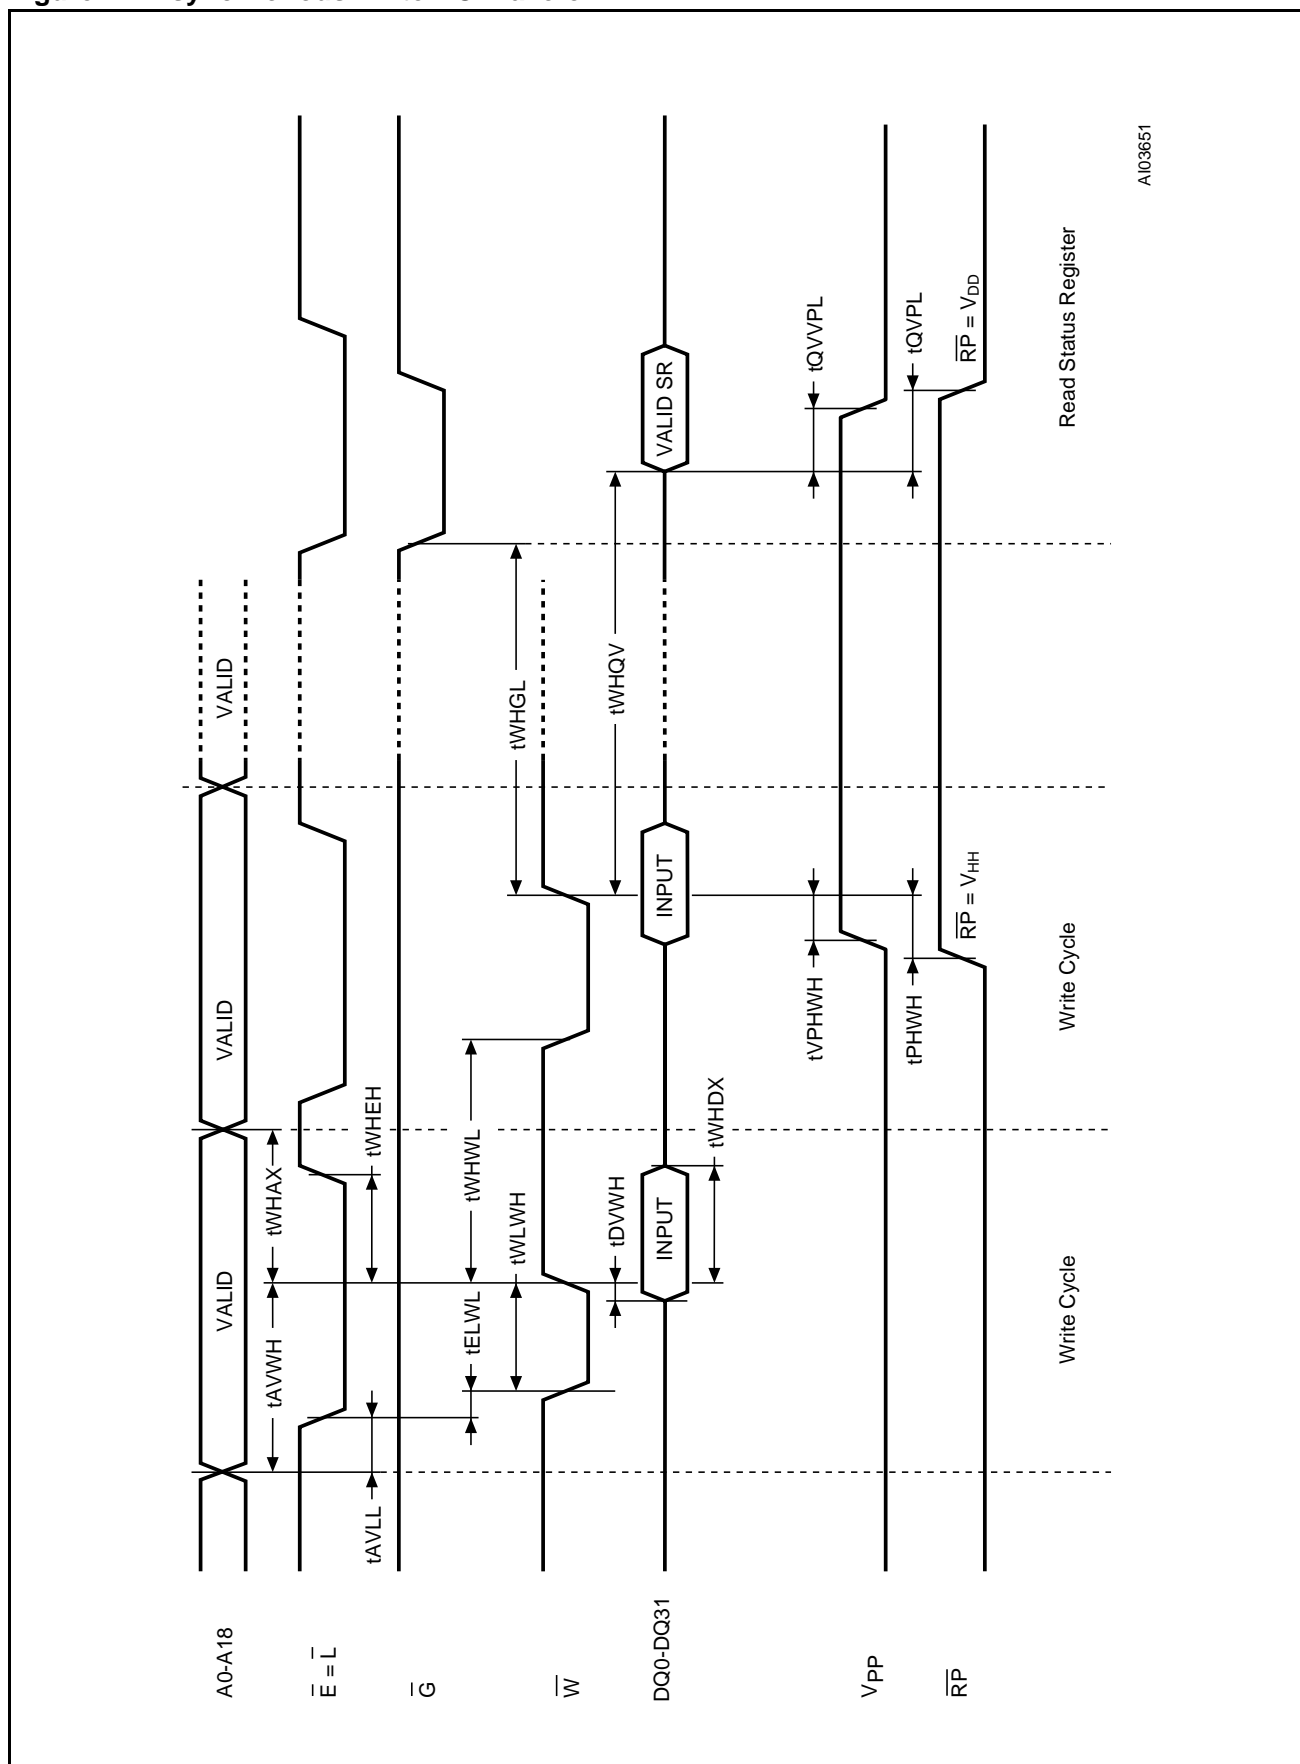 A0-A18
VALID
VALID
VALID
tAVWH
tWHAX
E = L
tAVLL
tWHEH
G
tELWL
tWHWL
tWLWH
tWHGL
W
tDVWH
tWHQV
DQ0-DQ31
INPUT
INPUT
VALID SR
tWHDX
tVPHWH
tQVVPL
VPP
tPHWH
tQVPL
RP
RP = VHH
RP = VDD
Write Cycle
Write Cycle
Read Status Register
AI03651